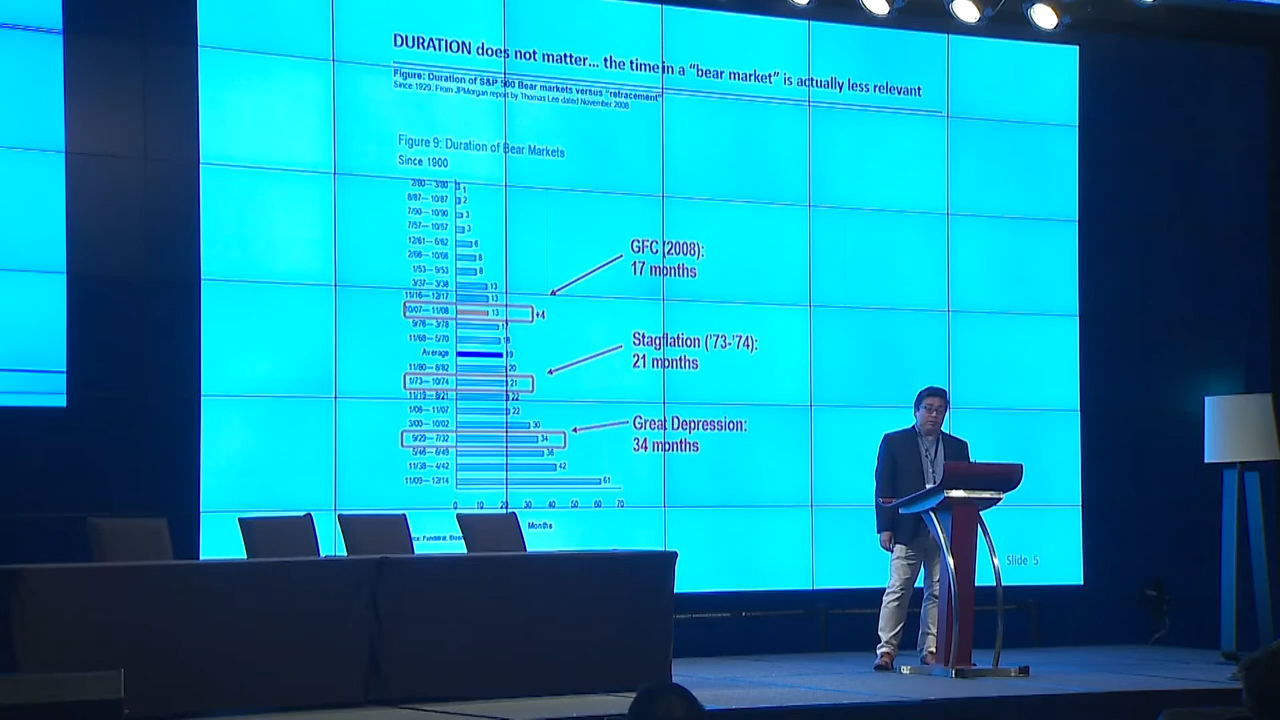 DURATION does not matter... the time in a "bear market" is actually less relevant
Figure: Duration of S&P 500 Bear markets versus "retracement"
Since 1929. From JPMorgan report by Thomas Lee dated November 2008
Figure 9: Duration of Bear Markets
Since 1900
2/80 – 3/80 1
8/87 – 10/87 2
7/90 – 10/90 3
7/57 – 10/57 3
12/61 – 6/62 6
2/66 – 10/66 8
1/53 – 9/53 8
3/37 – 3/38 13
11/16 – 12/17 13
10/07 – 11/08 13 +4
9/76 – 3/78 17
11/68 – 5/70 18
Average 19
11/80 – 8/82 20
1/73 – 10/74 21
11/19 – 8/21 22
1/06 – 11/07 22
3/00 – 10/02 30
9/29 – 7/32 34
5/46 – 6/49 36
11/38 – 4/42 42
11/09 – 12/14 61
0 10 20 30 40 50 60 70
Months
GFC (2008):
17 months
Stagflation ('73-'74):
21 months
Great Depression:
34 months
Slide 5